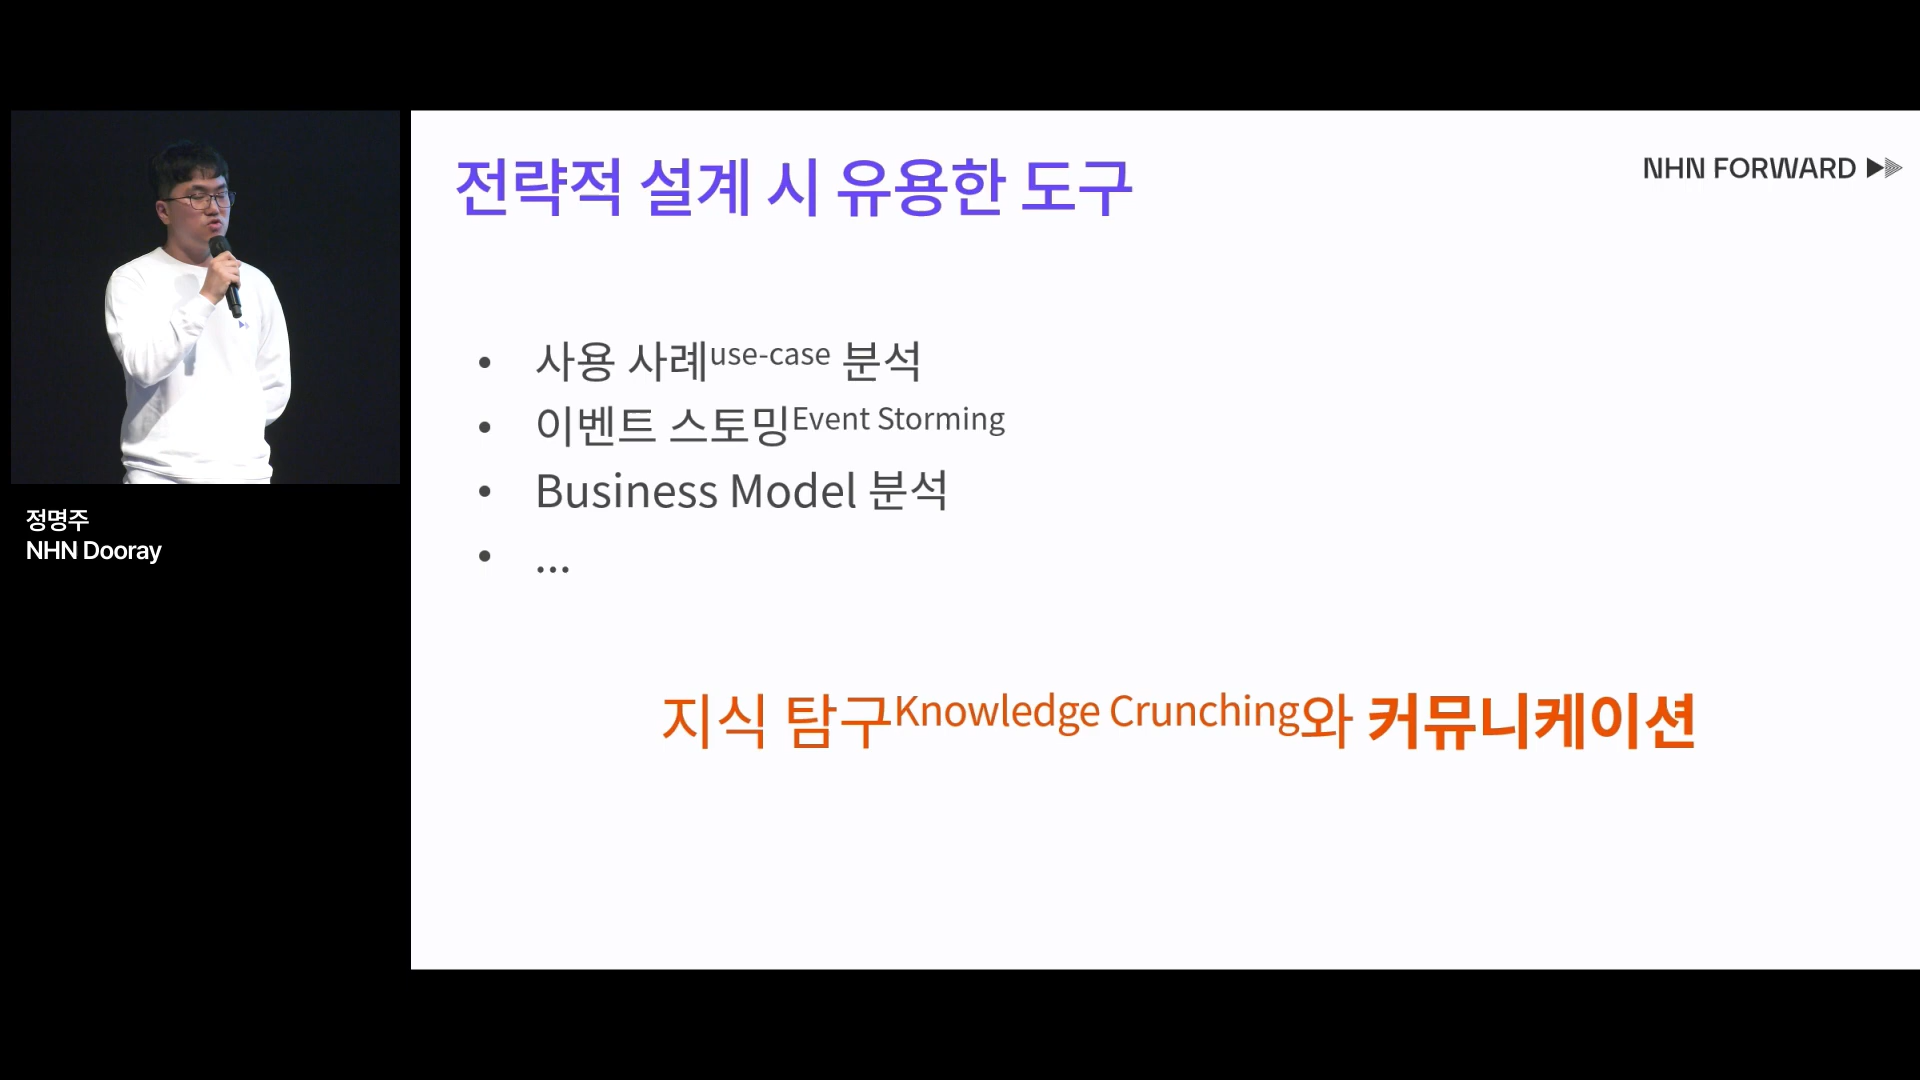 전략적 설계 시 유용한 도구
NHN FORWARD
• 사용 사례use-case 분석
• 이벤트 스토밍Event Storming
• Business Model 분석
• ...
지식 탐구Knowledge Crunching와 커뮤니케이션
정명주
NHN Dooray